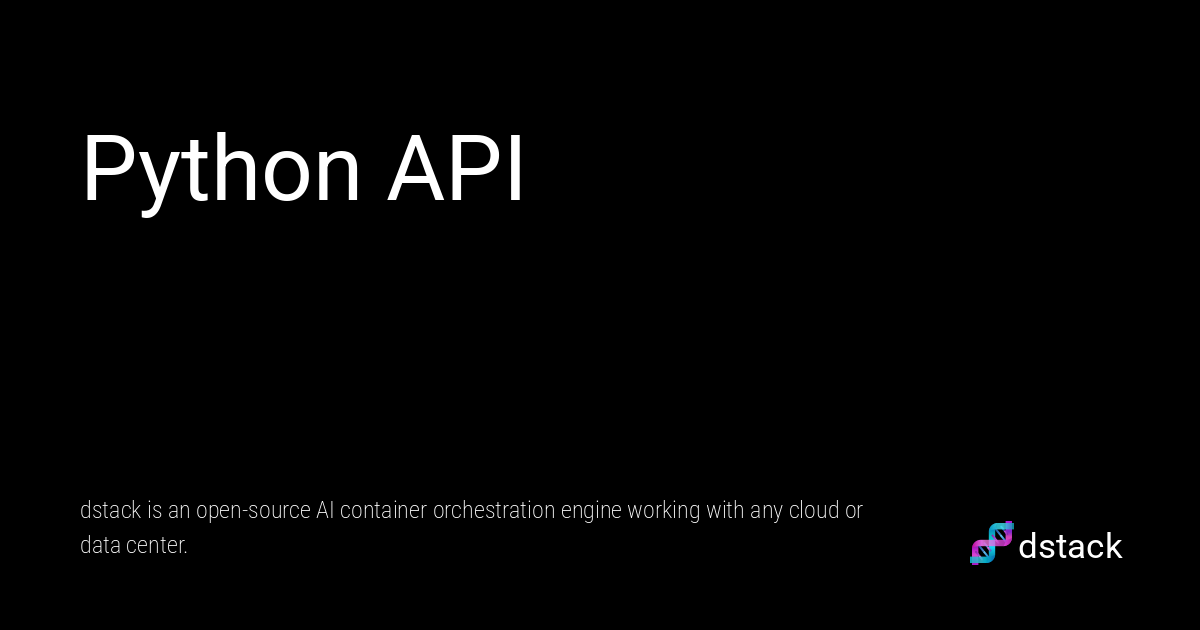 Python API
dstack is an open-source AI container orchestration engine working with any cloud or
data center.
dstack